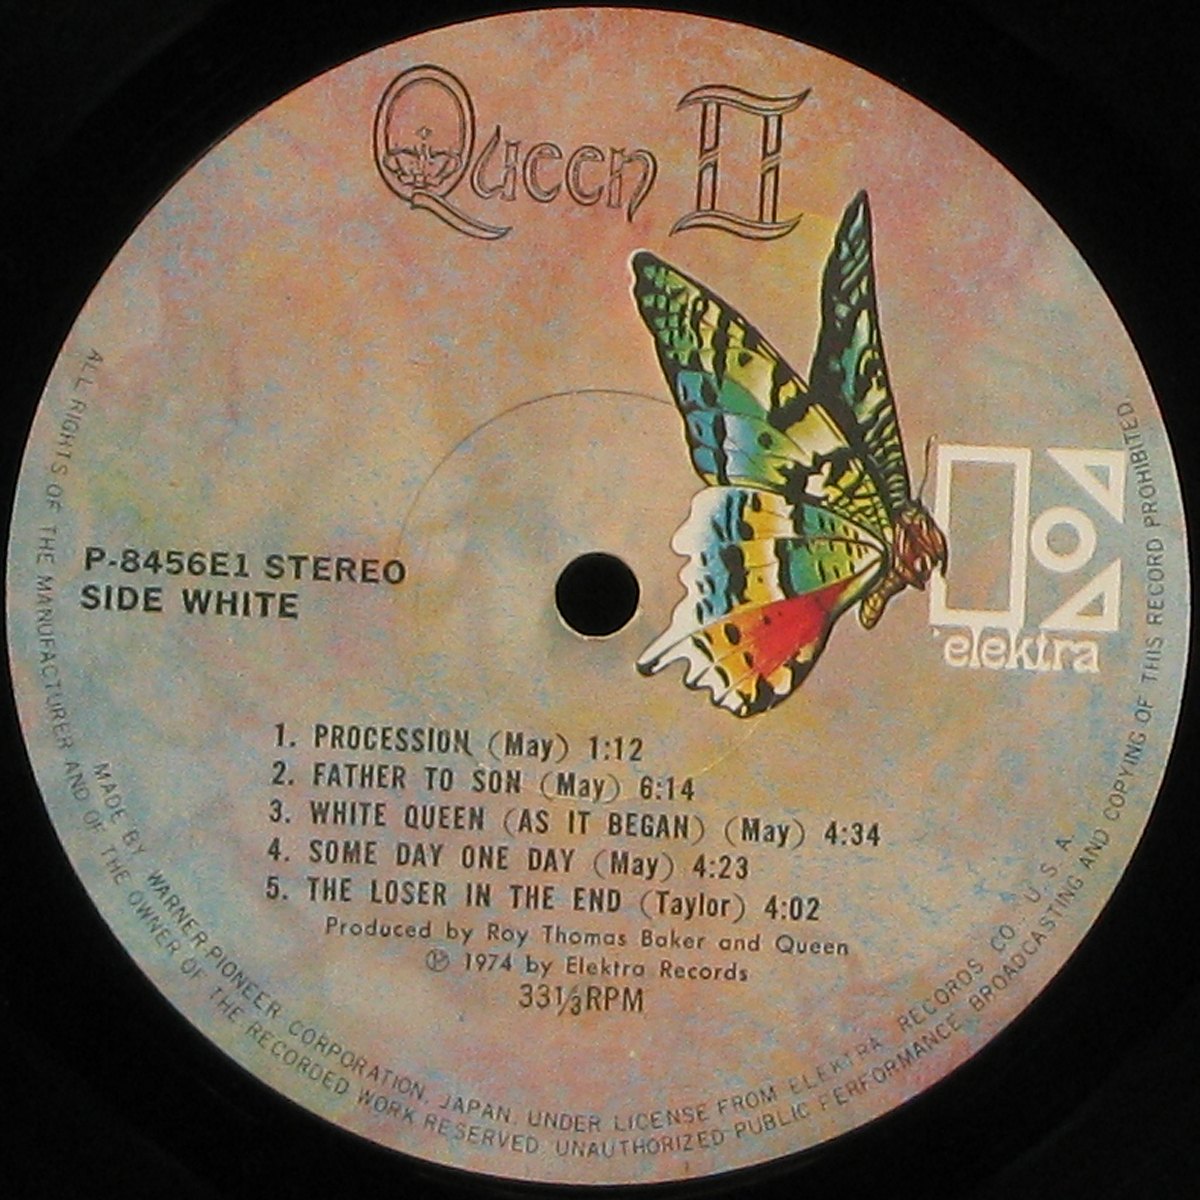 Queen II
elektra
P-8456E1 STEREO
SIDE WHITE
1. PROCESSION (May) 1:12
2. FATHER TO SON (May) 6:14
3. WHITE QUEEN (AS IT BEGAN) (May) 4:34
4. SOME DAY ONE DAY (May) 4:23
5. THE LOSER IN THE END (Taylor) 4:02
Produced by Roy Thomas Baker and Queen
℗ 1974 by Elektra Records
33⅓RPM
MADE BY WARNER-PIONEER CORPORATION, JAPAN, UNDER LICENSE FROM ELEKTRA RECORDS CO. U. S. A.
ALL RIGHTS OF THE MANUFACTURER AND OF THE OWNER OF THE RECORDED WORK RESERVED UNAUTHORIZED PUBLIC PERFORMANCE BROADCASTING AND COPYING OF THIS RECORD PROHIBITED.